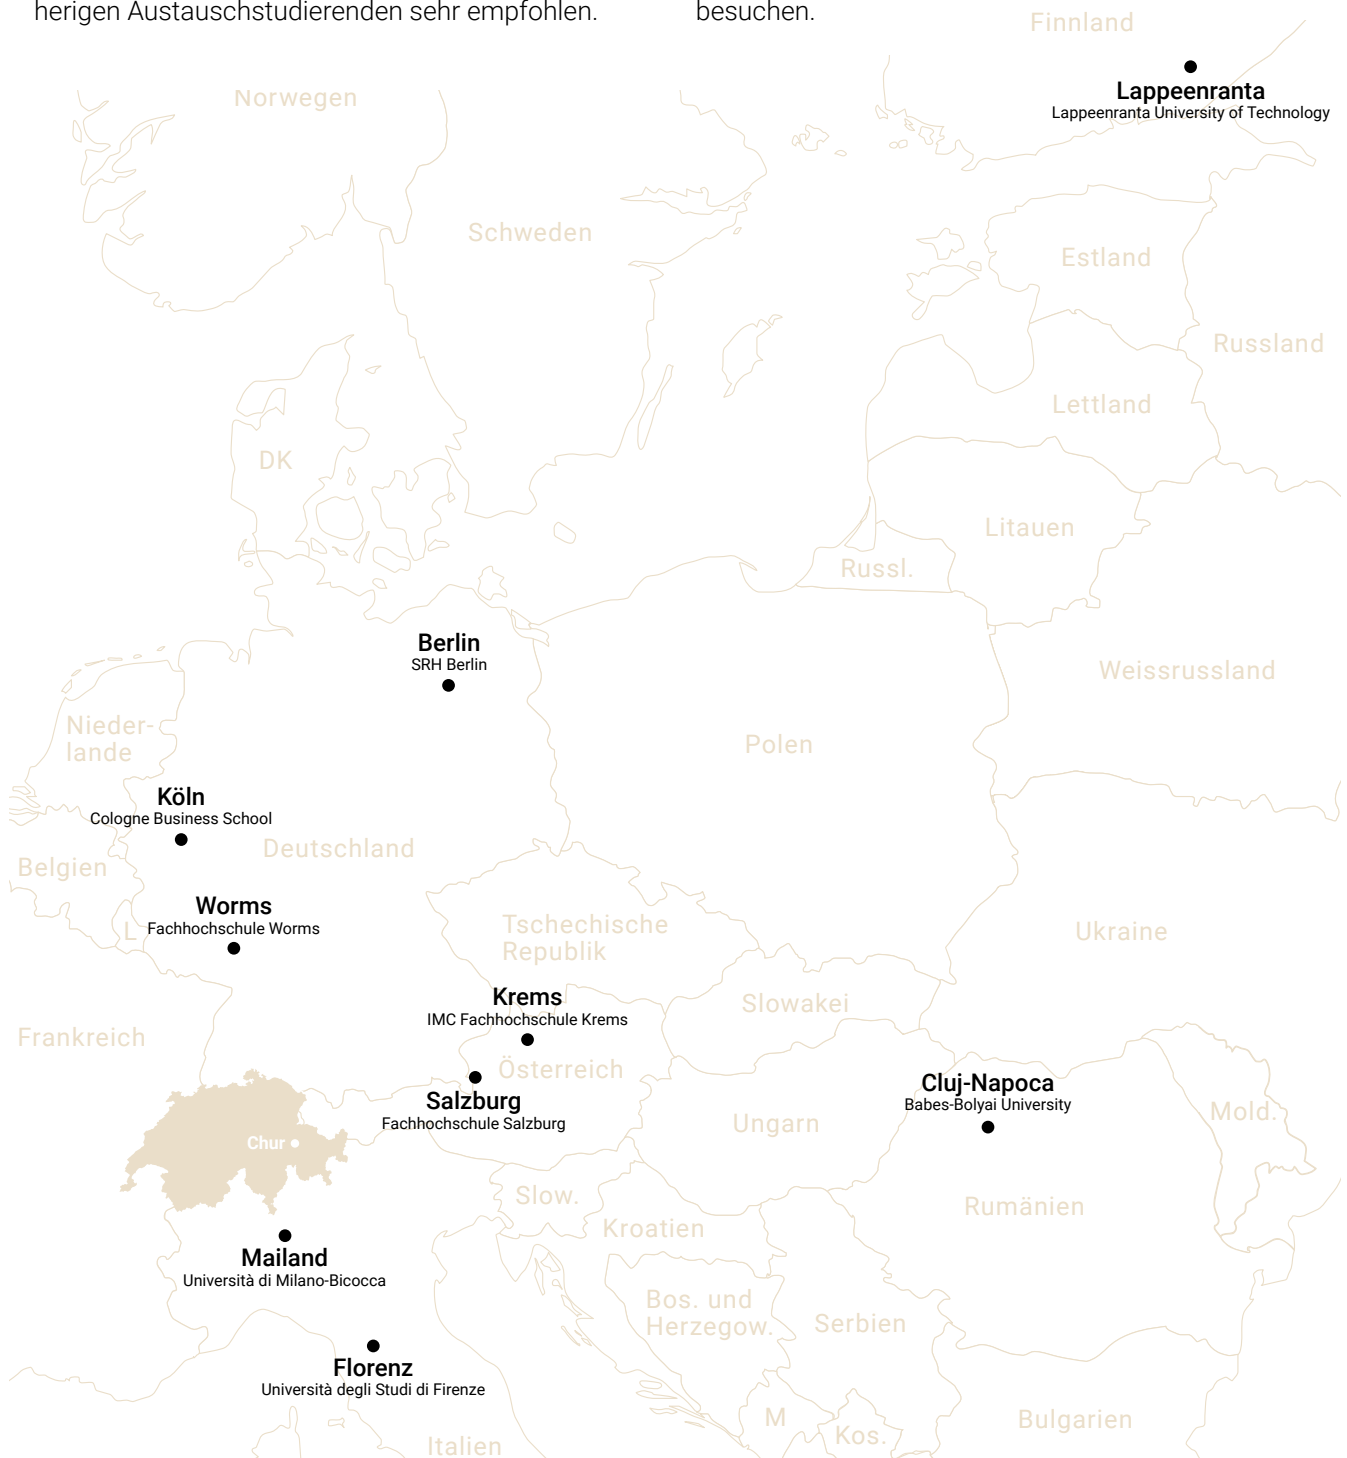 herigen Austauschstudierenden sehr empfohlen.
besuchen.
Finnland
Lappeenranta
Lappeenranta University of Technology
Norwegen
Schweden
Estland
Russland
Lettland
DK
Litauen
Russl.
Berlin
SRH Berlin
Weissrussland
Nieder-
lande
Polen
Köln
Cologne Business School
Deutschland
Belgien
Worms
Fachhochschule Worms
L
Tschechische
Republik
Ukraine
Krems
IMC Fachhochschule Krems
Slowakei
Frankreich
Österreich
Salzburg
Fachhochschule Salzburg
Cluj-Napoca
Babes-Bolyai University
Mold.
Ungarn
Chur
Slow.
Kroatien
Rumänien
Mailand
Università di Milano-Bicocca
Bos. und
Herzegow.
Serbien
Florenz
Università degli Studi di Firenze
M
Kos.
Bulgarien
Italien